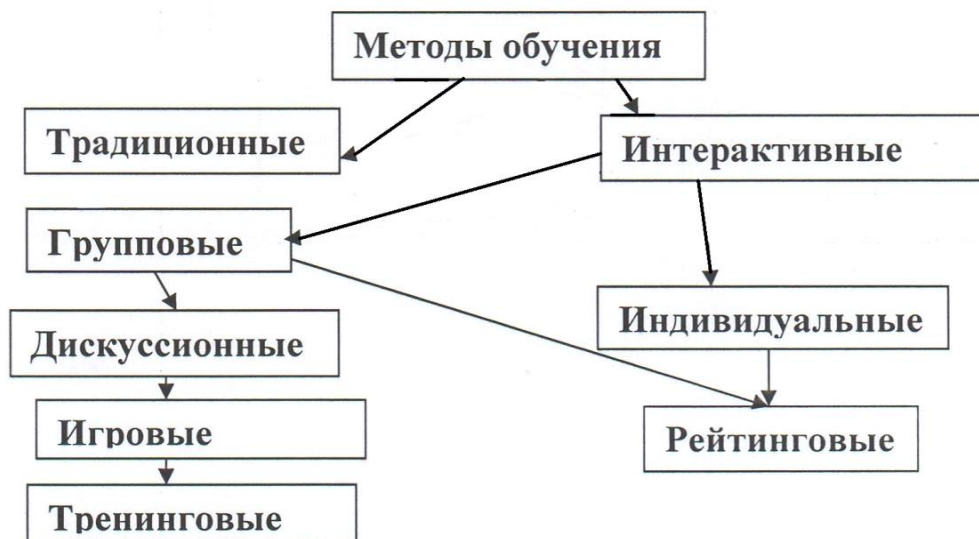 Методы обучения
Традиционные
Интерактивные
Групповые
Индивидуальные
Дискуссионные
Игровые
Рейтинговые
Тренинговые